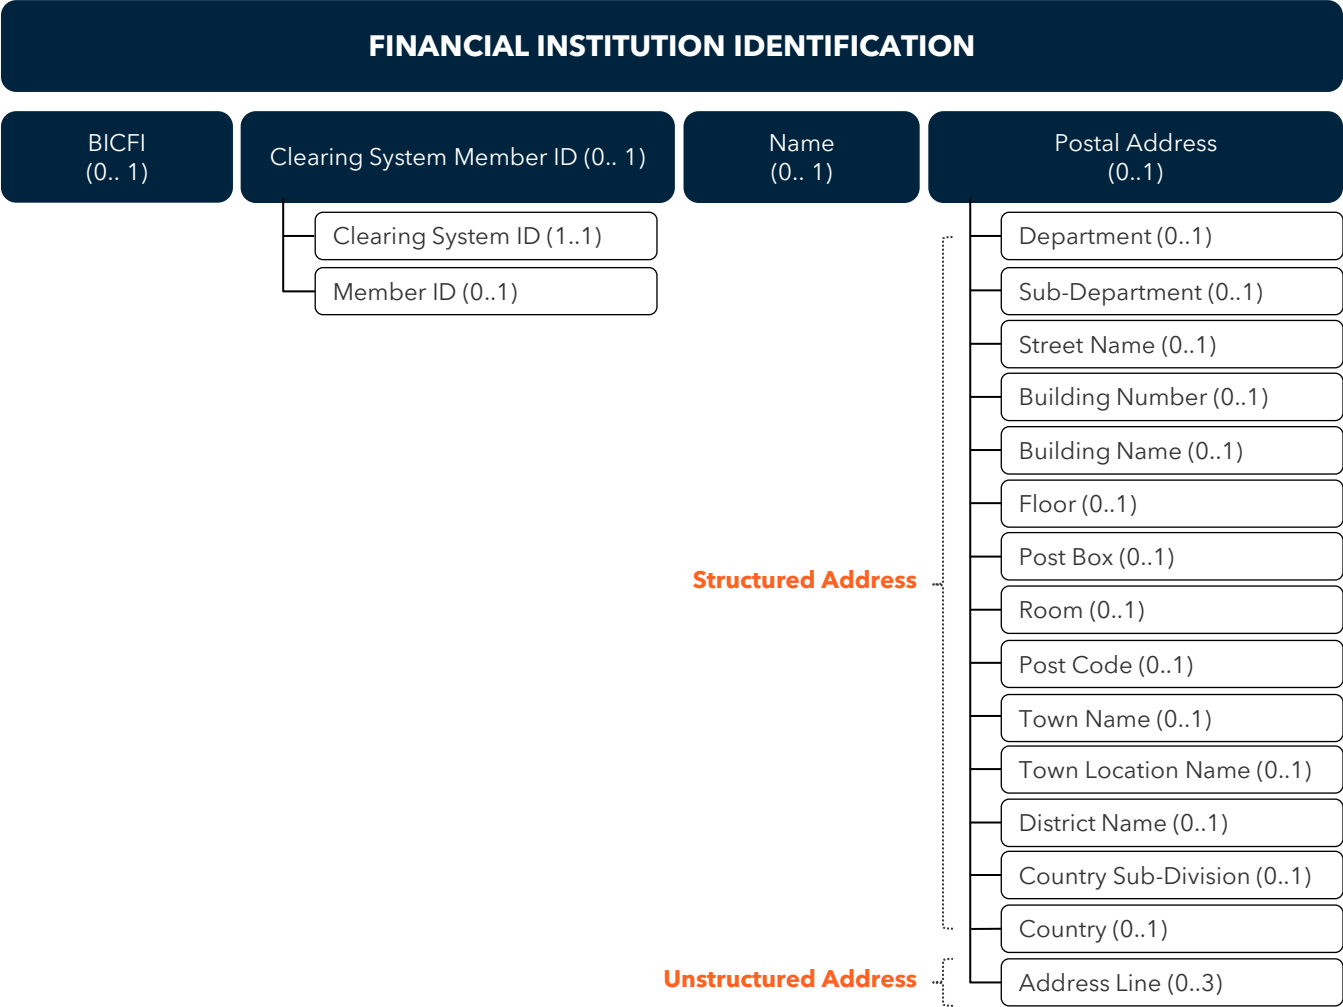 FINANCIAL INSTITUTION IDENTIFICATION
BICFI
(0.. 1)
Clearing System Member ID (0.. 1)
Name
(0.. 1)
Postal Address
(0..1)
Clearing System ID (1..1)
Member ID (0..1)
Department (0..1)
Sub-Department (0..1)
Street Name (0..1)
Building Number (0..1)
Building Name (0..1)
Floor (0..1)
Post Box (0..1)
Structured Address
Room (0..1)
Post Code (0..1)
Town Name (0..1)
Town Location Name (0..1)
District Name (0..1)
Country Sub-Division (0..1)
Country (0..1)
Unstructured Address
Address Line (0..3)